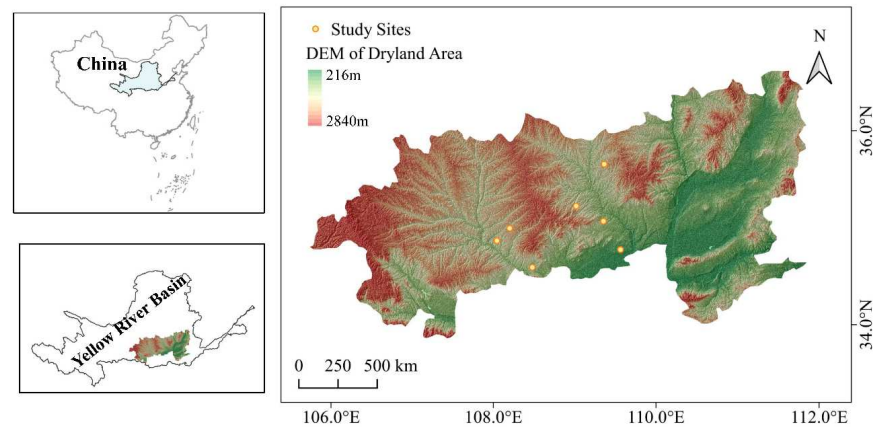 China
Yellow River Basin
Study Sites
DEM of Dryland Area
216m
2840m
N
36.0°N
34.0°N
0 250 500 km
106.0°E 108.0°E 110.0°E 112.0°E